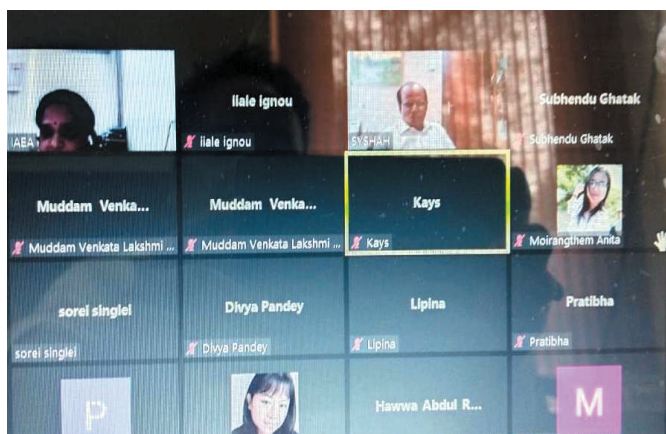 liale ignou
Subhendu Ghatak
IAEA
liale ignou
SYSHAH
Subhendu Ghatak
Muddam Venka...
Muddam Venka...
Kays
Muddam Venkata Lakshmi ...
Muddam Venkata Lakshmi ...
Kays
Moirangthem Anita
sorei singlei
Divya Pandey
Lipina
Pratibha
sorei singlei
Divya Pandey
Lipina
Pratibha
P
Hawwa Abdul R...
M